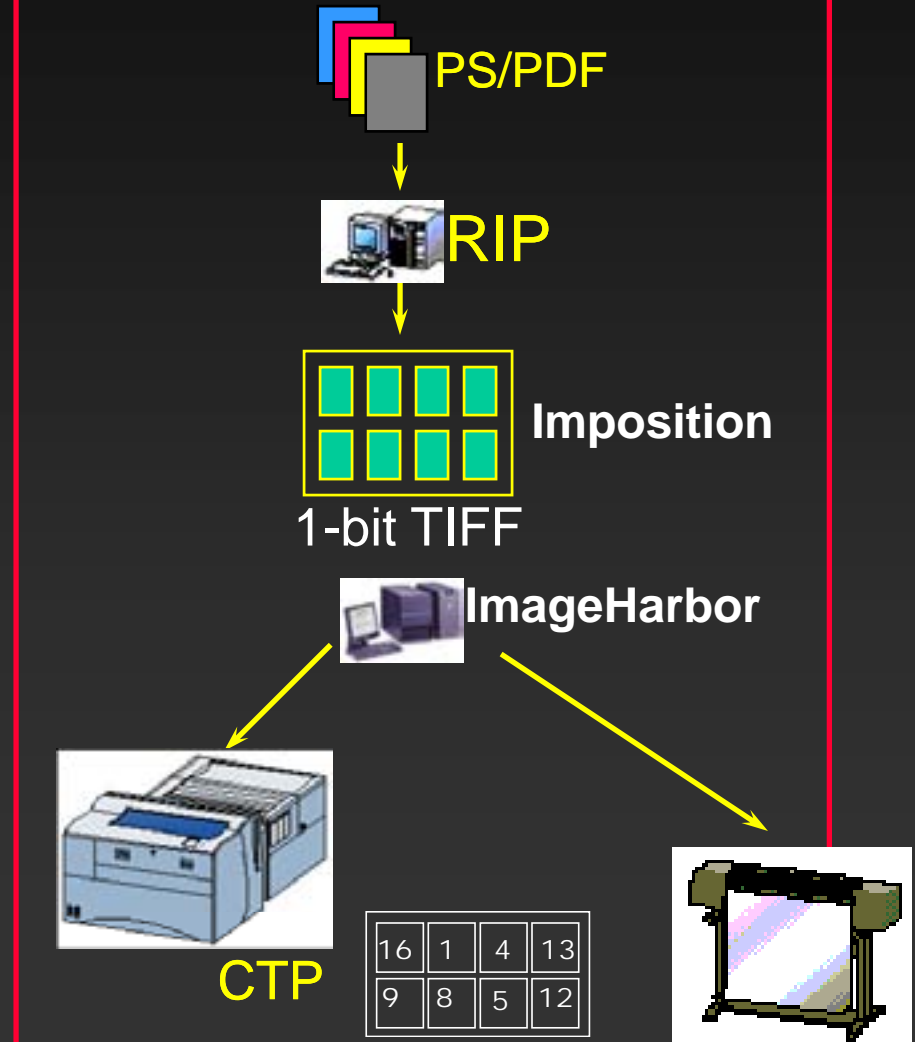 PS/PDF
RIP
Imposition
1-bit TIFF
ImageHarbor
CTP
16 1 4 13
9 8 5 12